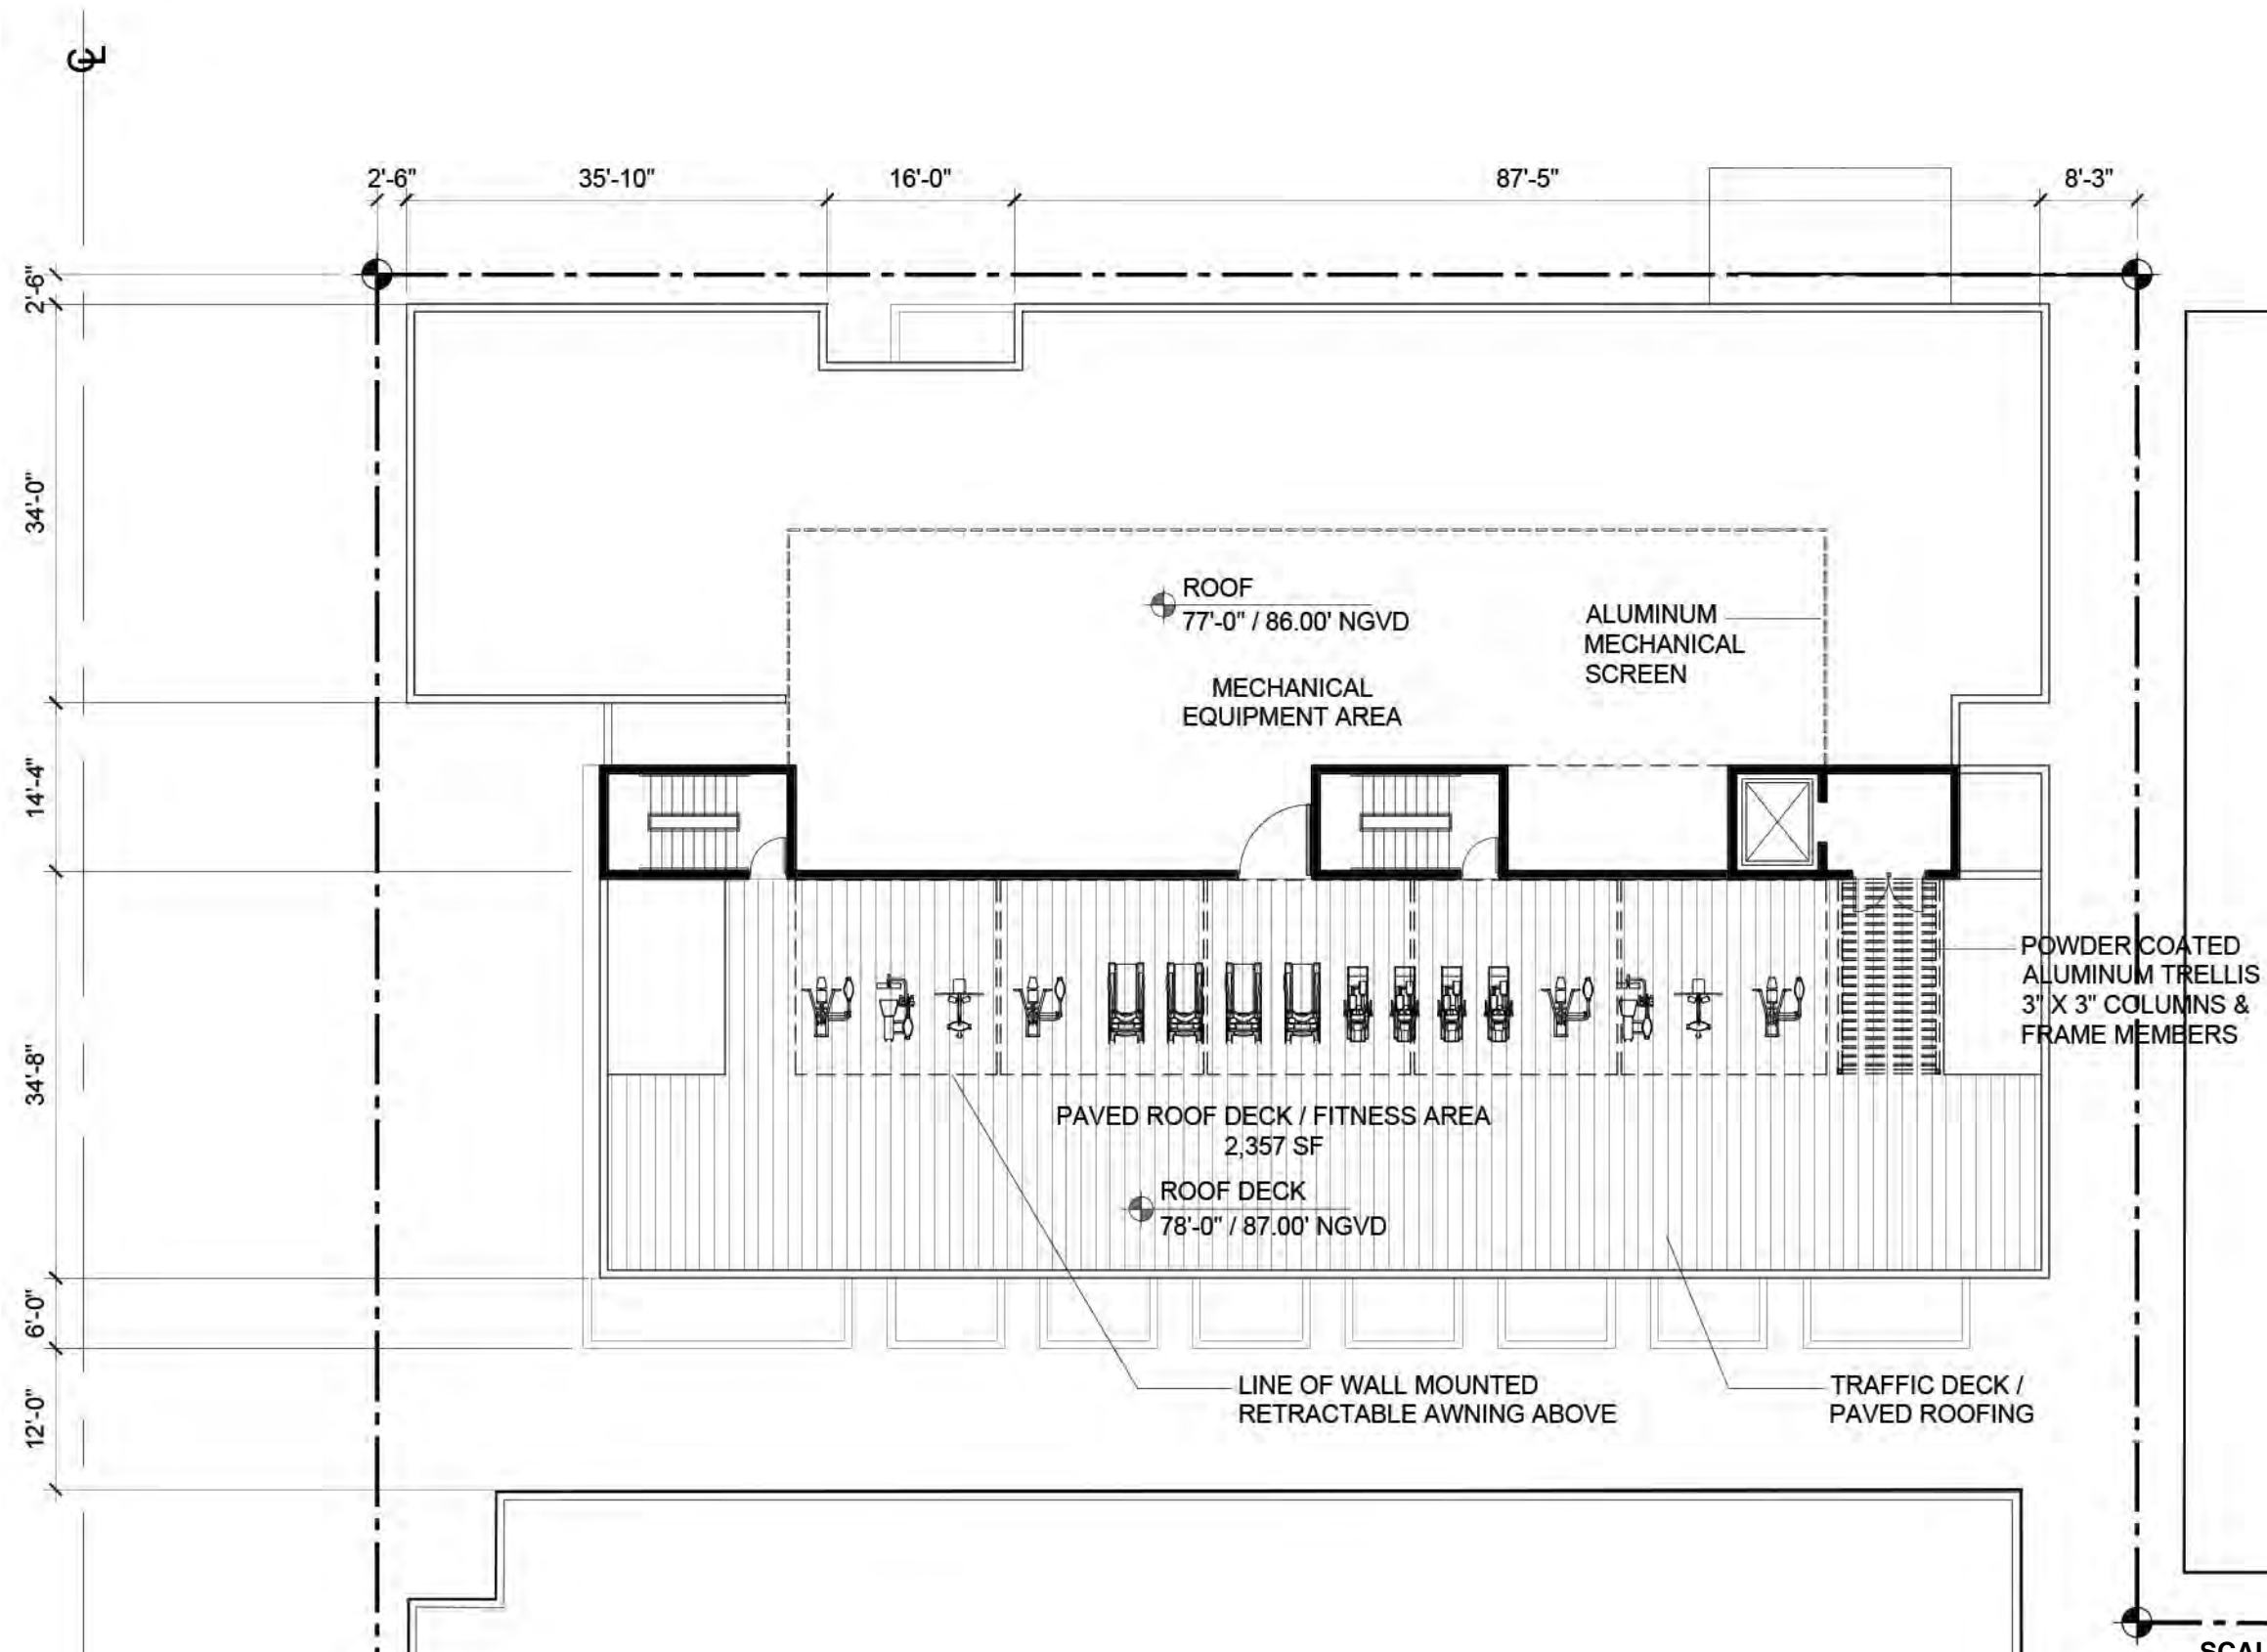 ℄
2'-6"
35'-10"
16'-0"
87'-5"
8'-3"
2'-6"
34'-0"
14'-4"
34'-8"
6'-0"
12'-0"
ROOF
77'-0" / 86.00' NGVD
MECHANICAL
EQUIPMENT AREA
ALUMINUM
MECHANICAL
SCREEN
POWDER COATED
ALUMINUM TRELLIS
3" X 3" COLUMNS &
FRAME MEMBERS
PAVED ROOF DECK / FITNESS AREA
2,357 SF
ROOF DECK
78'-0" / 87.00' NGVD
LINE OF WALL MOUNTED
RETRACTABLE AWNING ABOVE
TRAFFIC DECK /
PAVED ROOFING